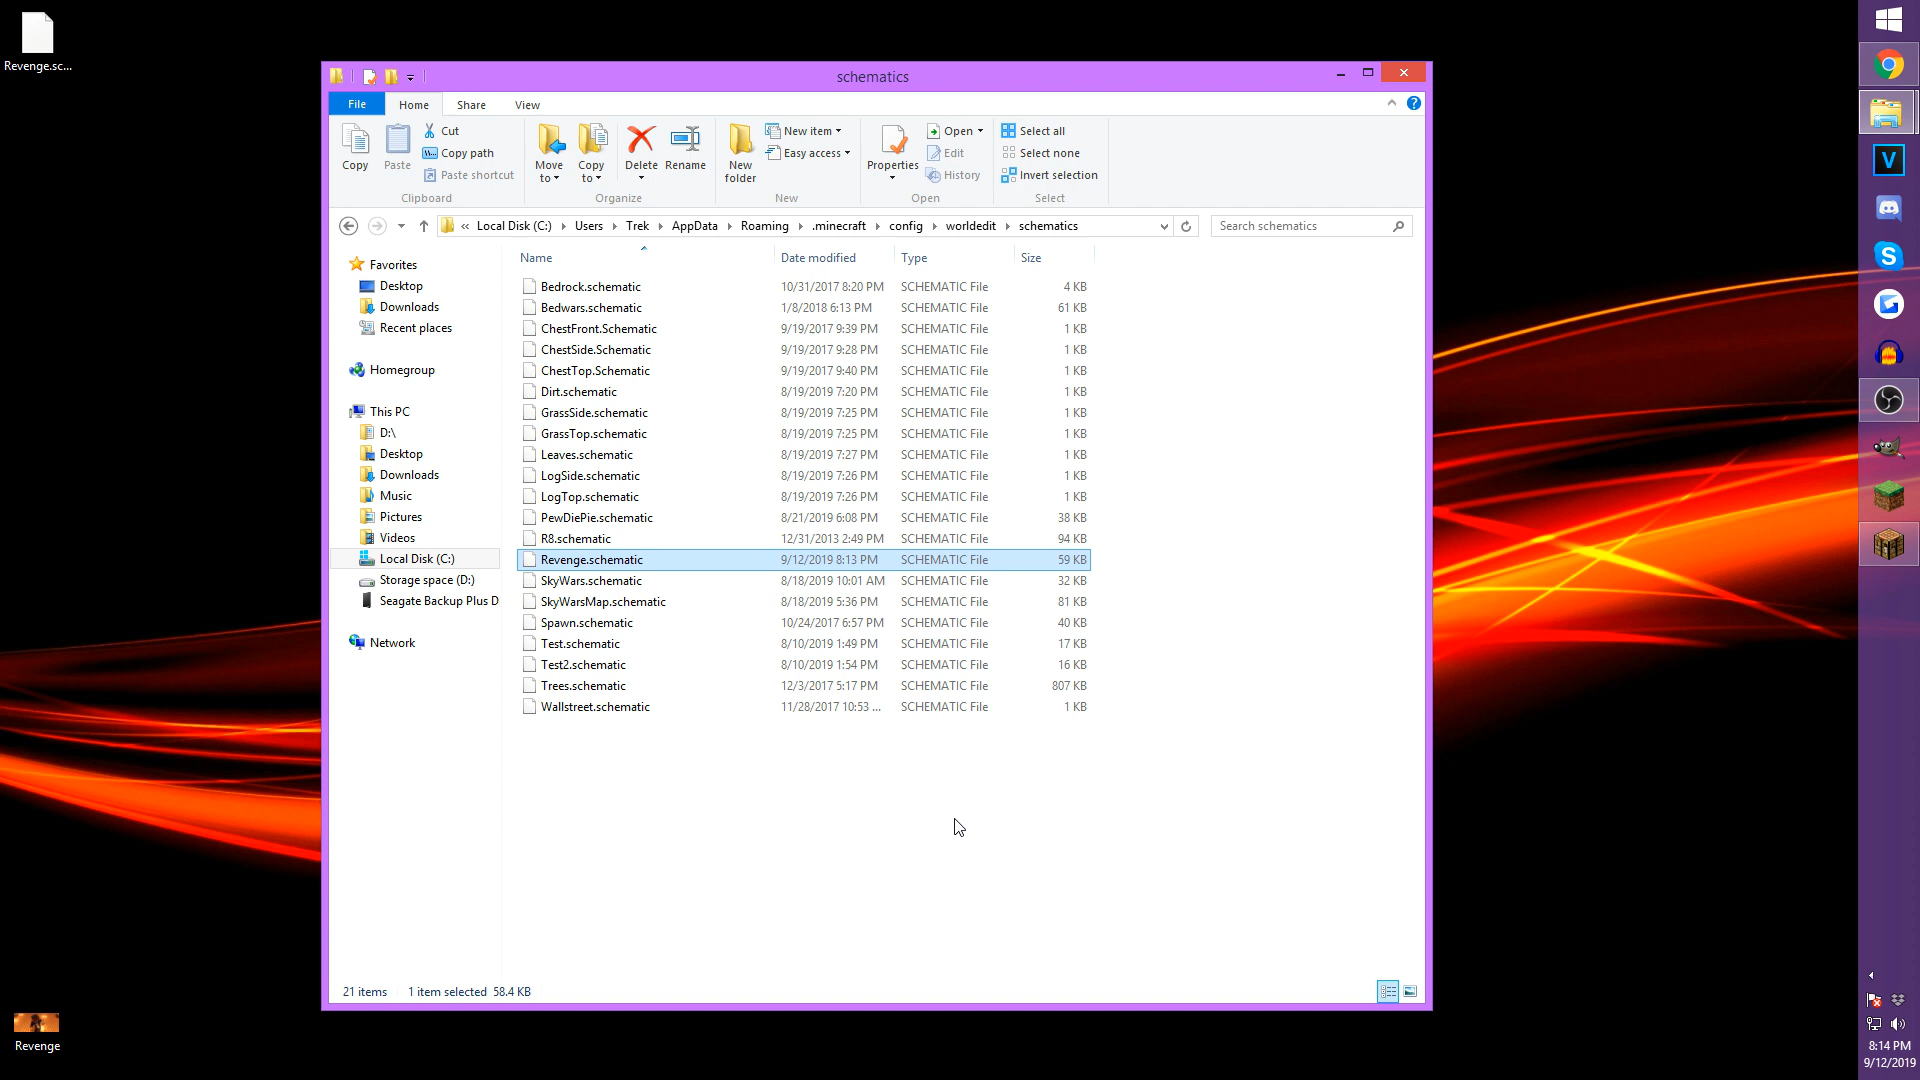 Revenge.sc...
schematics
File Home Share View
Copy
Paste
Cut
Copy path
Paste shortcut
Clipboard
Move to
Copy to
Delete
Rename
Organize
New folder
New item
Easy access
New
Properties
Open
Edit
History
Open
Select all
Select none
Invert selection
Select
« Local Disk (C:) Users Trek AppData Roaming .minecraft config worldedit schematics
Search schematics
Favorites
Desktop
Downloads
Recent places
Homegroup
This PC
D:\
Desktop
Downloads
Music
Pictures
Videos
Local Disk (C:)
Storage space (D:)
Seagate Backup Plus D
Network
Name Date modified Type Size
Bedrock.schematic 10/31/2017 8:20 PM SCHEMATIC File 4 KB
Bedwars.schematic 1/8/2018 6:13 PM SCHEMATIC File 61 KB
ChestFront.Schematic 9/19/2017 9:39 PM SCHEMATIC File 1 KB
ChestSide.Schematic 9/19/2017 9:28 PM SCHEMATIC File 1 KB
ChestTop.Schematic 9/19/2017 9:40 PM SCHEMATIC File 1 KB
Dirt.schematic 8/19/2019 7:20 PM SCHEMATIC File 1 KB
GrassSide.schematic 8/19/2019 7:25 PM SCHEMATIC File 1 KB
GrassTop.schematic 8/19/2019 7:25 PM SCHEMATIC File 1 KB
Leaves.schematic 8/19/2019 7:27 PM SCHEMATIC File 1 KB
LogSide.schematic 8/19/2019 7:26 PM SCHEMATIC File 1 KB
LogTop.schematic 8/19/2019 7:26 PM SCHEMATIC File 1 KB
PewDiePie.schematic 8/21/2019 6:08 PM SCHEMATIC File 38 KB
R8.schematic 12/31/2013 2:49 PM SCHEMATIC File 94 KB
Revenge.schematic 9/12/2019 8:13 PM SCHEMATIC File 59 KB
SkyWars.schematic 8/18/2019 10:01 AM SCHEMATIC File 32 KB
SkyWarsMap.schematic 8/18/2019 5:36 PM SCHEMATIC File 81 KB
Spawn.schematic 10/24/2017 6:57 PM SCHEMATIC File 40 KB
Test.schematic 8/10/2019 1:49 PM SCHEMATIC File 17 KB
Test2.schematic 8/10/2019 1:54 PM SCHEMATIC File 16 KB
Trees.schematic 12/3/2017 5:17 PM SCHEMATIC File 807 KB
Wallstreet.schematic 11/28/2017 10:53 ... SCHEMATIC File 1 KB
21 items 1 item selected 58.4 KB
Revenge
V
S
8:14 PM
9/12/2019